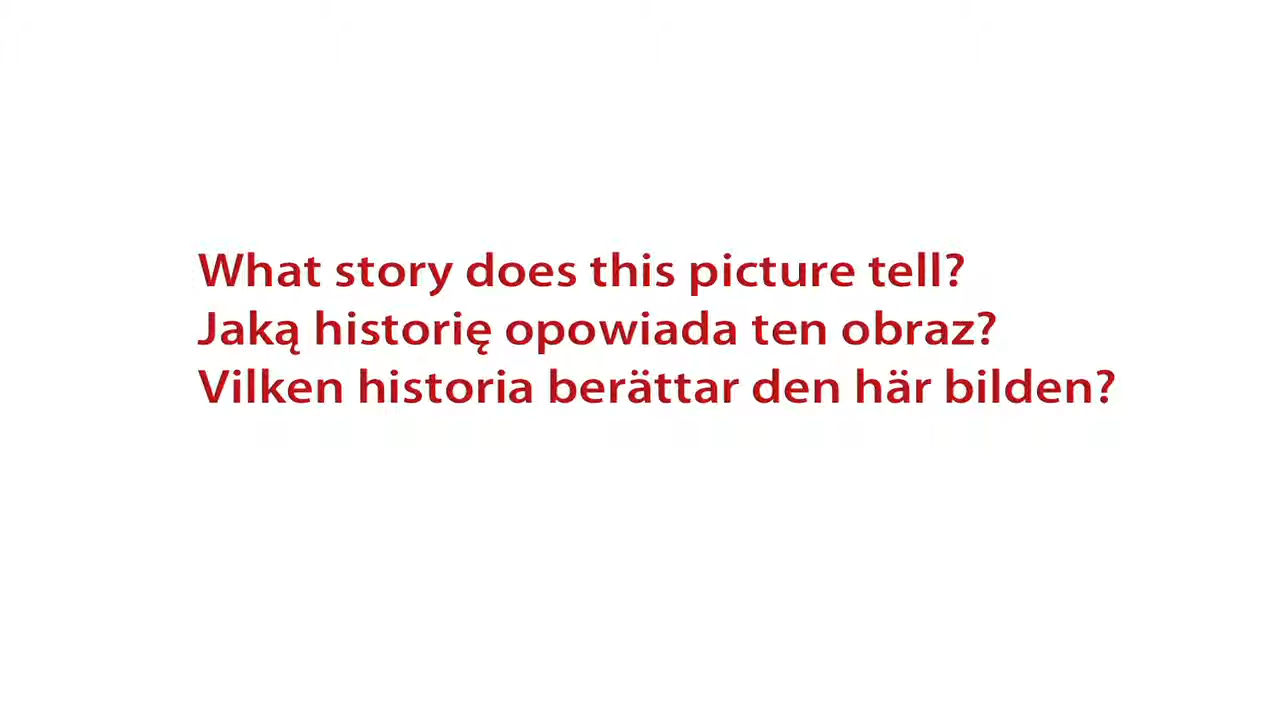 What story does this picture tell?
Jaką historię opowiada ten obraz?
Vilken historia berättar den här bilden?